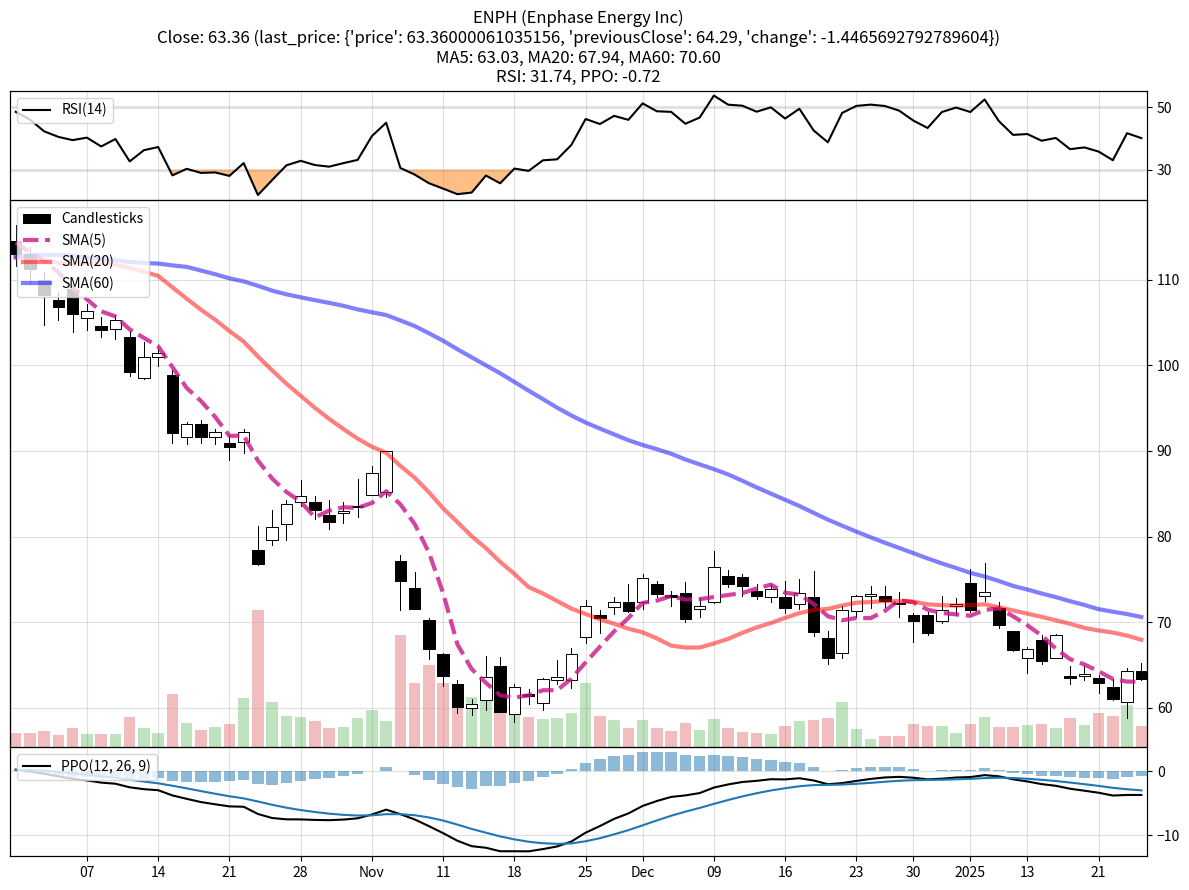 ENPH (Enphase Energy Inc)
Close: 63.36 (last_price: {'price': 63.36000061035156, 'previousClose': 64.29, 'change': -1.4465692792789604})
MA5: 63.03, MA20: 67.94, MA60: 70.60
RSI: 31.74, PPO: -0.72
RSI(14)
50
30
Candlesticks
SMA(5)
SMA(20)
SMA(60)
110
100
90
80
70
60
PPO(12, 26, 9)
0
−10
07 14 21 28 Nov 11 18 25 Dec 09 16 23 30 2025 13 21